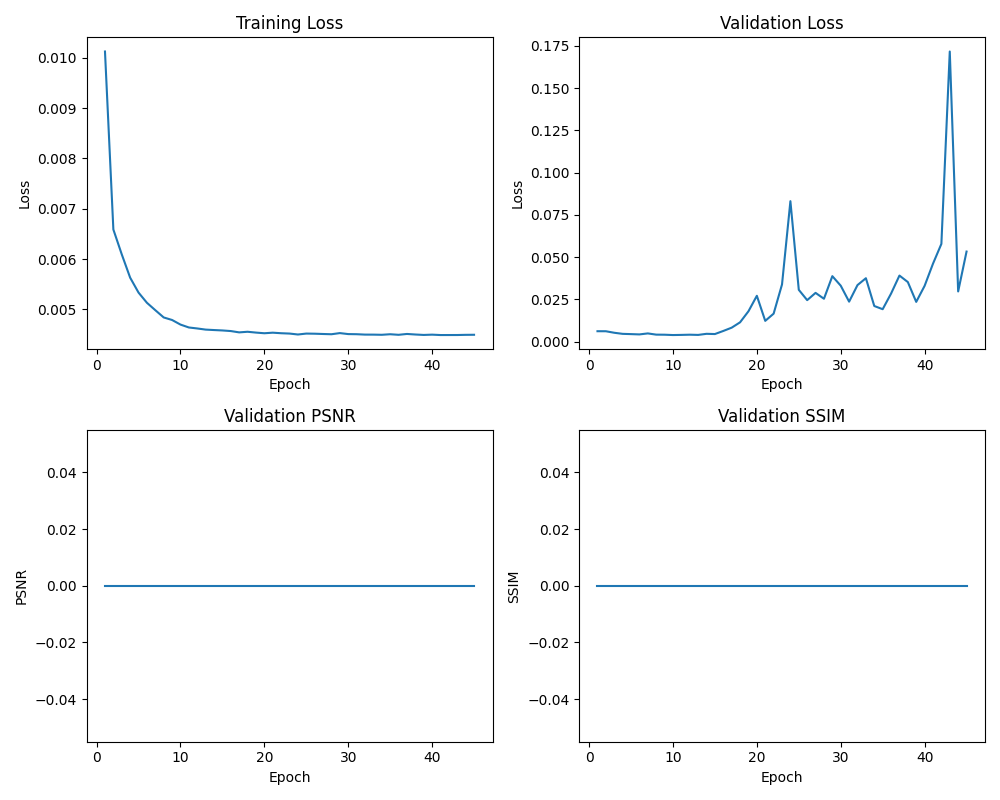 Training Loss
0.010
0.009
0.008
0.007
0.006
0.005
Loss
0 10 20 30 40
Epoch
Validation Loss
0.175
0.150
0.125
0.100
0.075
0.050
0.025
0.000
Loss
0 10 20 30 40
Epoch
Validation PSNR
0.04
0.02
0.00
−0.02
−0.04
PSNR
0 10 20 30 40
Epoch
Validation SSIM
0.04
0.02
0.00
−0.02
−0.04
SSIM
0 10 20 30 40
Epoch